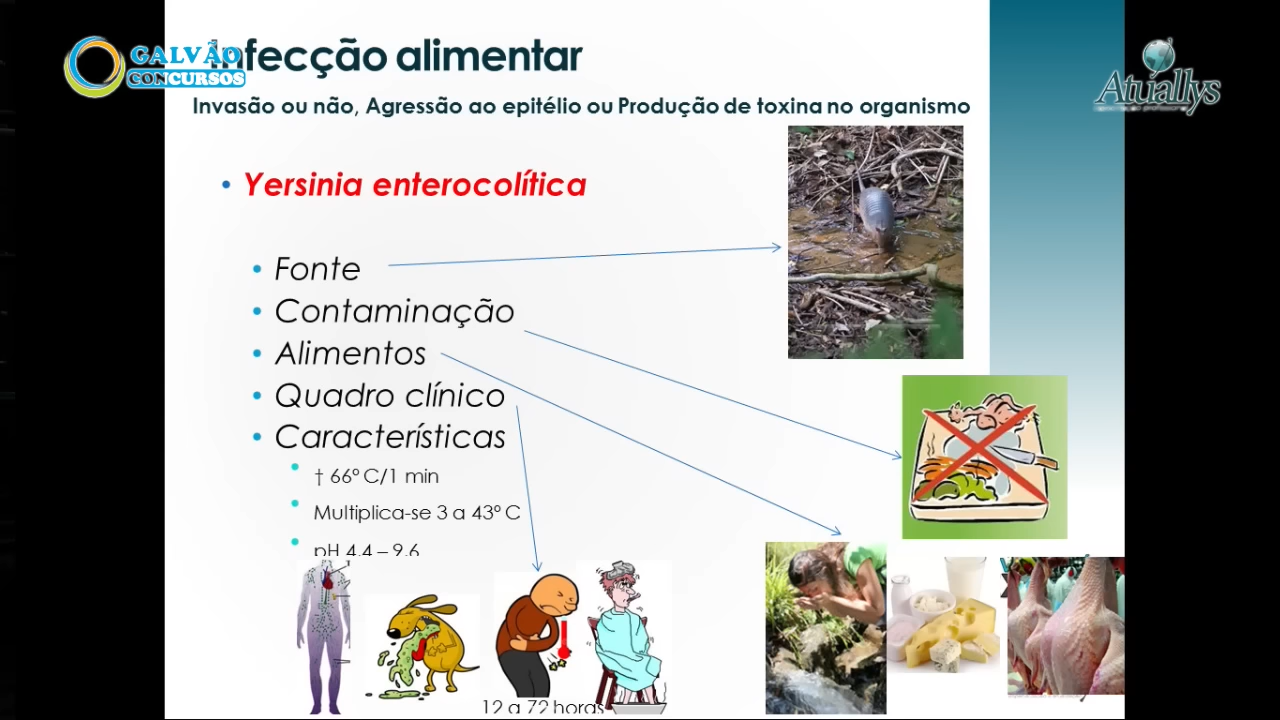 GALVÃO
CONCURSOS
Infecção alimentar
Atuallys
Invasão ou não, Agressão ao epitélio ou Produção de toxina no organismo
• Yersinia enterocolítica
• Fonte
• Contaminação
• Alimentos
• Quadro clínico
• Características
• † 66º C/1 min
• Multiplica-se 3 a 43º C
• pH 4,4 – 9,6
12 a 72 horas